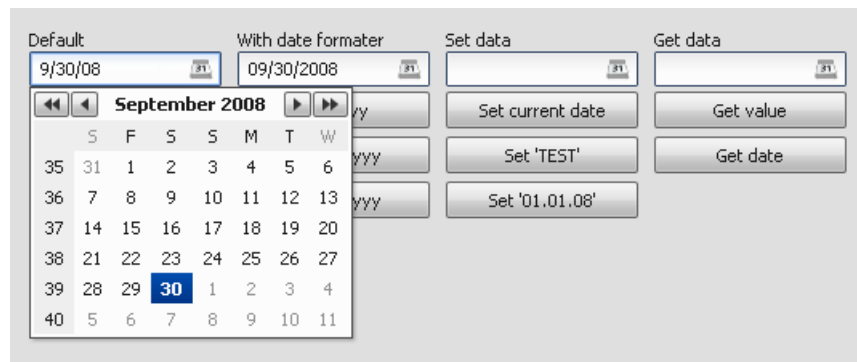 Default With date formater Set data Get data
9/30/08 31 09/30/2008 31 31 31
September 2008 yy Set current date Get value
S F S S M T W
35 31 1 2 3 4 5 6 yyy Set 'TEST' Get date
36 7 8 9 10 11 12 13 yyy Set '01.01.08'
37 14 15 16 17 18 19 20
38 21 22 23 24 25 26 27
39 28 29 30 1 2 3 4
40 5 6 7 8 9 10 11